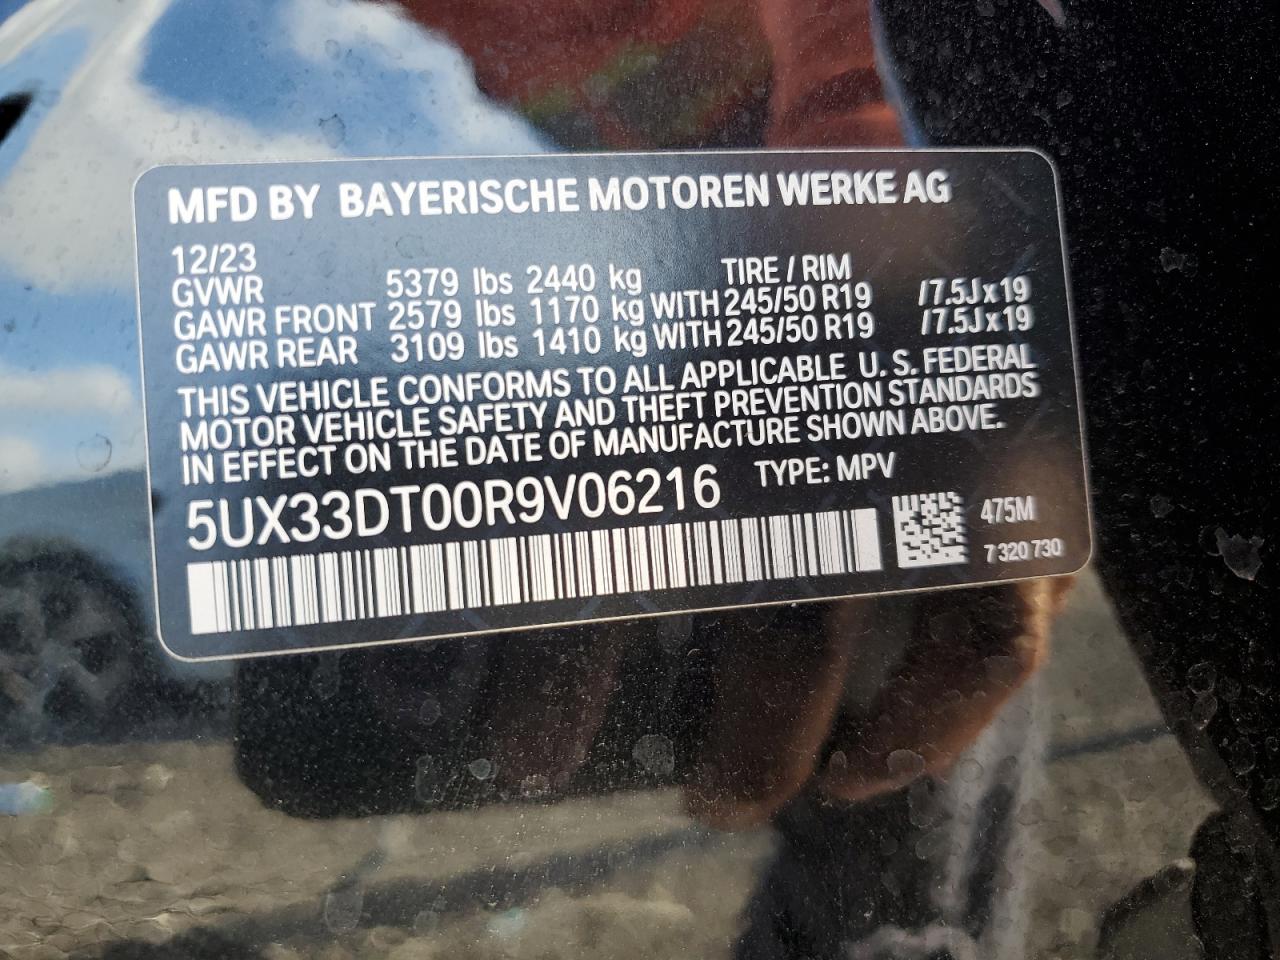 MFD BY BAYERISCHE MOTOREN WERKE AG
12/23
GVWR 5379 lbs 2440 kg TIRE / RIM
GAWR FRONT 2579 lbs 1170 kg WITH 245/50 R19 /7.5Jx19
GAWR REAR 3109 lbs 1410 kg WITH 245/50 R19 /7.5Jx19
THIS VEHICLE CONFORMS TO ALL APPLICABLE U. S. FEDERAL
MOTOR VEHICLE SAFETY AND THEFT PREVENTION STANDARDS
IN EFFECT ON THE DATE OF MANUFACTURE SHOWN ABOVE.
5UX33DT00R9V06216 TYPE: MPV
475M
7 320 730